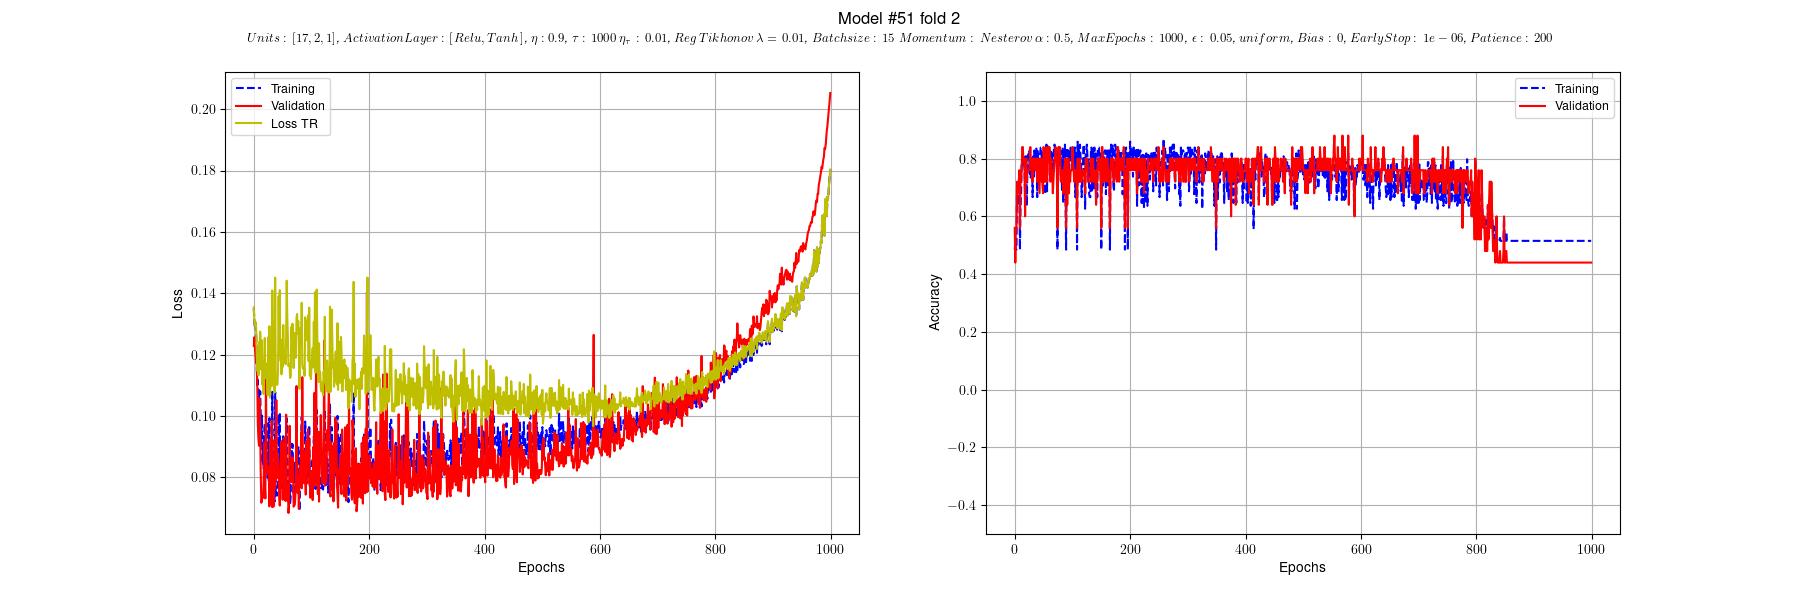 Model #51 fold 2
Units : [17, 2, 1], ActivationLayer : [Relu, Tanh], η : 0.9, τ : 1000 ητ : 0.01, Reg Tikhonov λ = 0.01, Batchsize : 15 Momentum : Nesterov α : 0.5, MaxEpochs : 1000, ϵ : 0.05, uniform, Bias : 0, EarlyStop : 1e − 06, Patience : 200
Training
Validation
Loss TR
0.20
0.18
0.16
0.14
0.12
0.10
0.08
Loss
0 200 400 600 800 1000
Epochs
Training
Validation
1.0
0.8
0.6
0.4
0.2
0.0
−0.2
−0.4
Accuracy
0 200 400 600 800 1000
Epochs